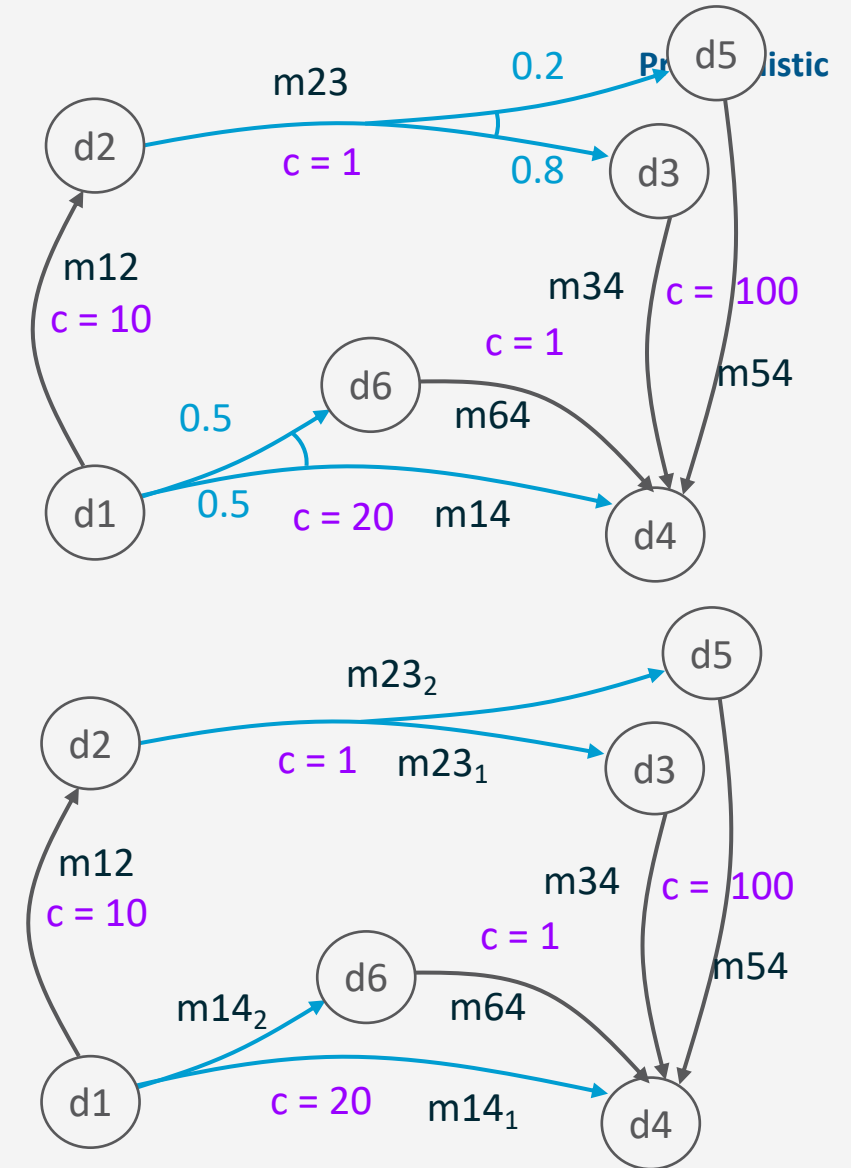 d5
Pr istic
0.2
m23
d2
c = 1
0.8
d3
m12
c = 10
m34
c = 100
c = 1
d6
m54
0.5
m64
d1
0.5
c = 20
m14
d4
d5
m23₂
d2
c = 1
m23₁
d3
m12
c = 10
m34
c = 100
c = 1
d6
m54
m14₂
m64
d1
c = 20
m14₁
d4